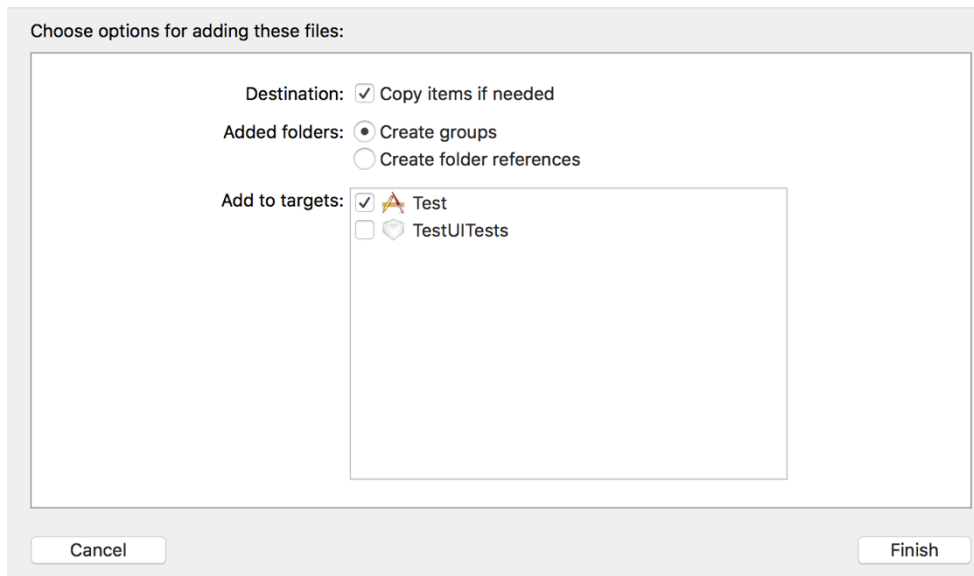 Choose options for adding these files:
Destination: Copy items if needed
Added folders: Create groups
Create folder references
Add to targets: Test
TestUITests
Cancel Finish